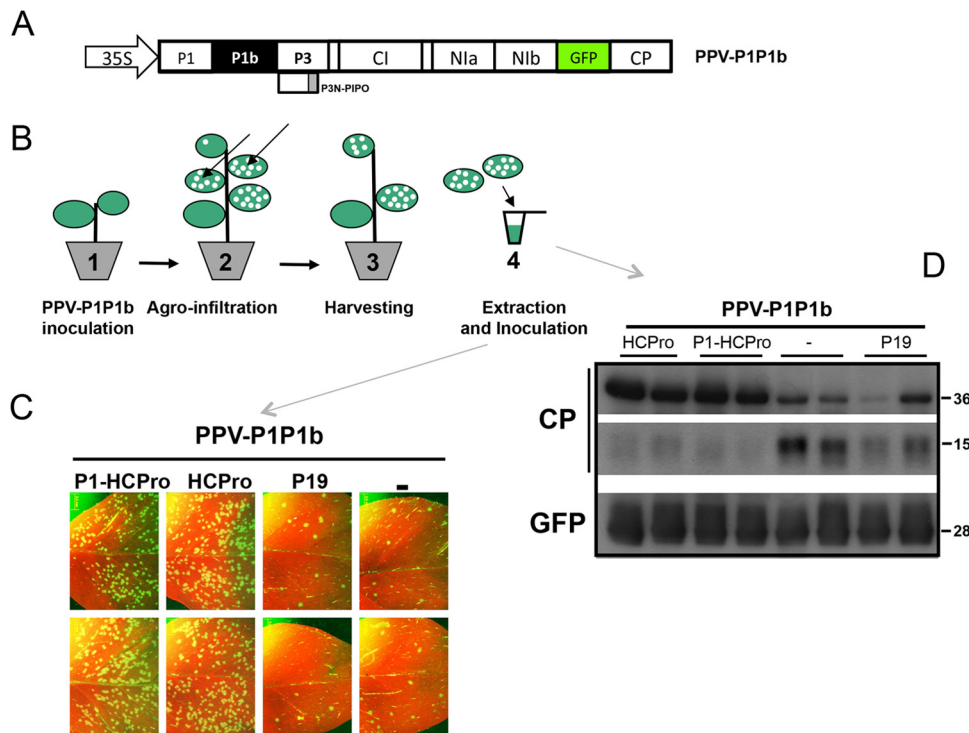 A
35S P1 P1b P3 CI NIa NIb GFP CP PPV-P1P1b
P3N-PIPO
B
1 2 3 4
PPV-P1P1b Agro-infiltration Harvesting Extraction
inoculation and Inoculation
D
PPV-P1P1b
HCPro P1-HCPro - P19
CP
36
15
GFP
28
C
PPV-P1P1b
P1-HCPro HCPro P19 -